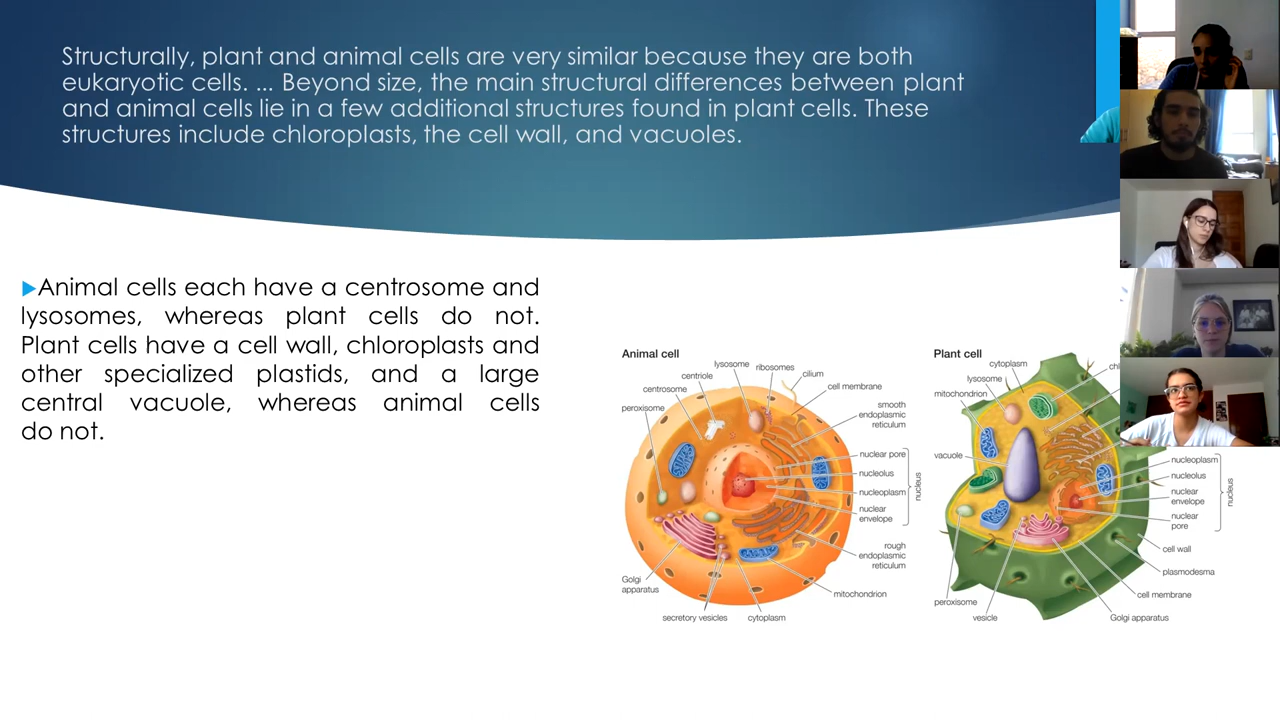 Structurally, plant and animal cells are very similar because they are both
eukaryotic cells. ... Beyond size, the main structural differences between plant
and animal cells lie in a few additional structures found in plant cells. These
structures include chloroplasts, the cell wall, and vacuoles.
Animal cells each have a centrosome and
lysosomes, whereas plant cells do not.
Plant cells have a cell wall, chloroplasts and
other specialized plastids, and a large
central vacuole, whereas animal cells
do not.
Animal cell
lysosome
ribosomes
cilium
centriole
cell membrane
centrosome
smooth
endoplasmic
reticulum
peroxisome
nuclear pore
nucleolus
nucleoplasm
nuclear
envelope
nucleus
rough
endoplasmic
reticulum
Golgi
apparatus
mitochondrion
secretory vesicles
cytoplasm
Plant cell
cytoplasm
lysosome
mitochondrion
vacuole
nucleoplasm
nucleolus
nuclear
envelope
nuclear
pore
nucleus
cell wall
plasmodesma
cell membrane
peroxisome
vesicle
Golgi apparatus